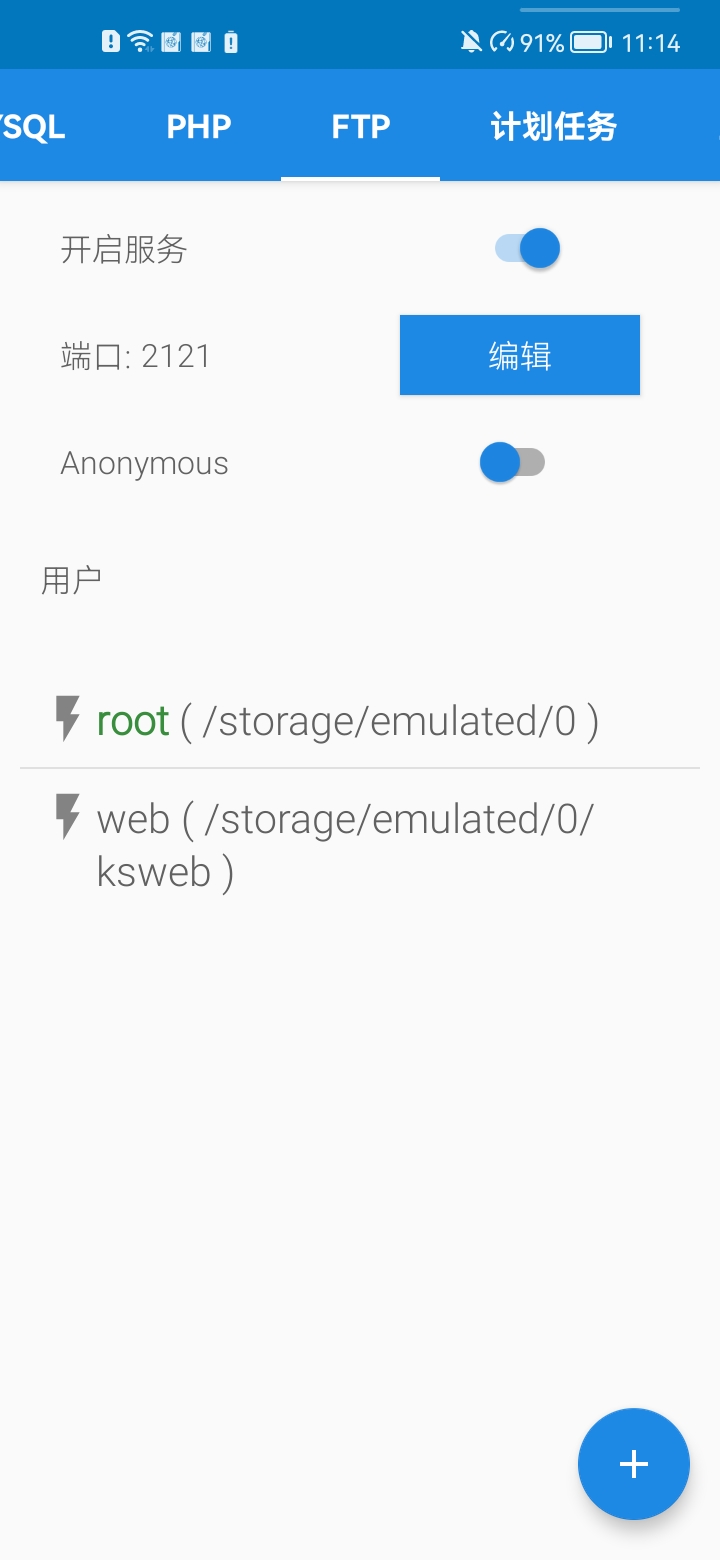 91% 11:14
YSQL PHP FTP 计划任务
开启服务
端口: 2121 编辑
Anonymous
用户
root ( /storage/emulated/0 )
web ( /storage/emulated/0/
ksweb )